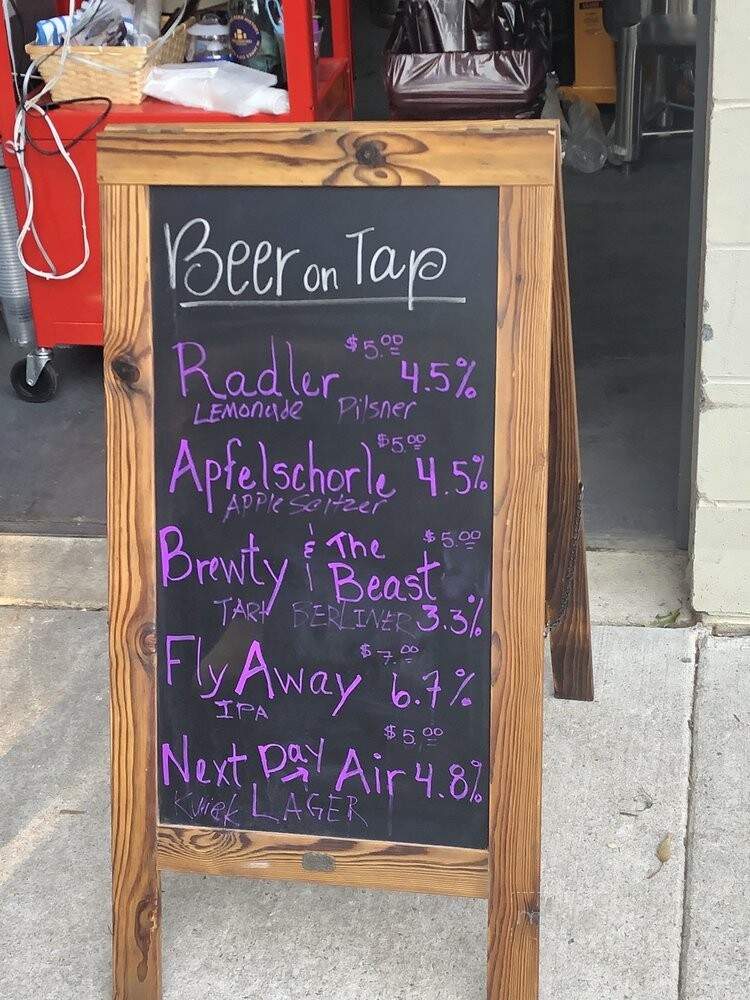 Beer on Tap
Radler $5.00 4.5%
LEMONade Pilsner
Apfelschorle $5.00 4.5%
APPLE Seltzer
Brewty & The Beast $5.00
TART BERLINER 3.3%
Fly Away $7.00 6.7%
IPA
Next Day Air $5.00 4.8%
Kviek LAGER